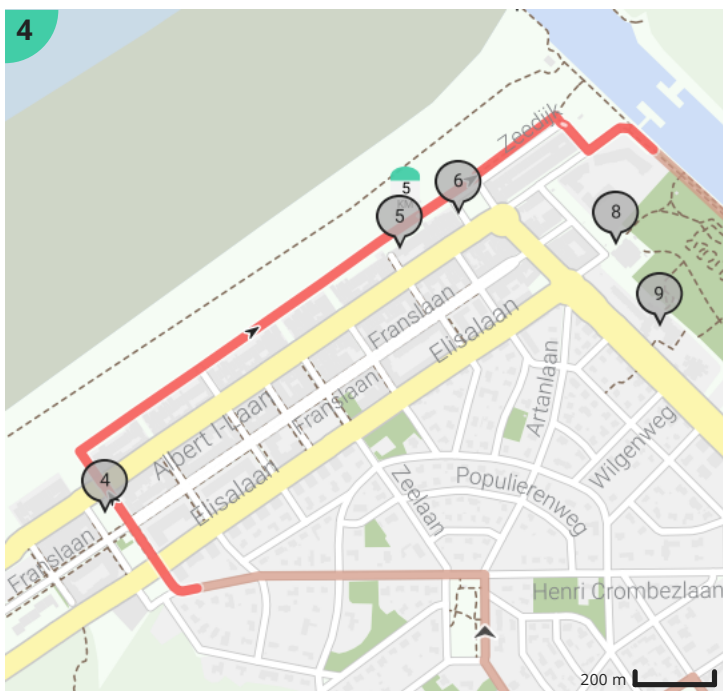 4
Zeedijk
5
KM
6
5
8
9
Franslaan
Elisalaan
Artanlaan
Albert I-Laan
Franslaan
4
Elisalaan
Zeelaan
Populierenweg
Wilgenweg
Franslaan
Henri Crombezlaan
200 m